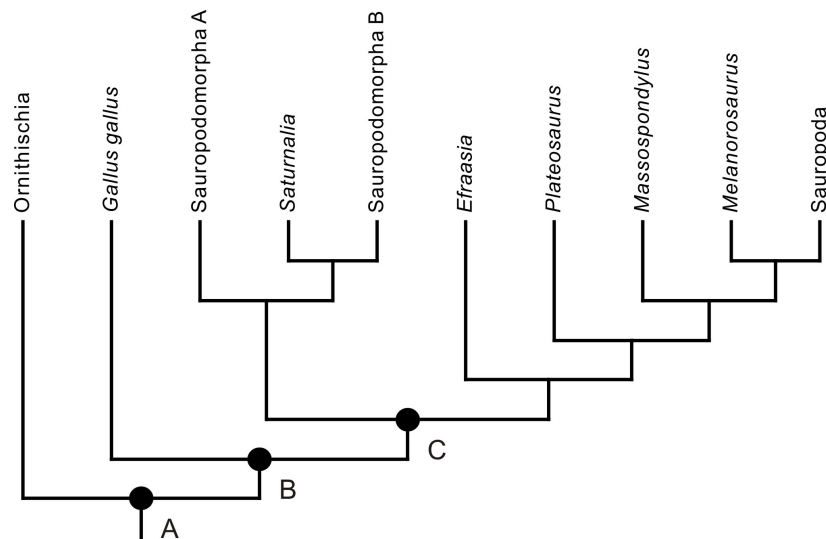 Ornithischia
Gallus gallus
Sauropodomorpha A
Saturnalia
Sauropodomorpha B
Efraasia
Plateosaurus
Massospondylus
Melanorosaurus
Sauropoda
C
B
A